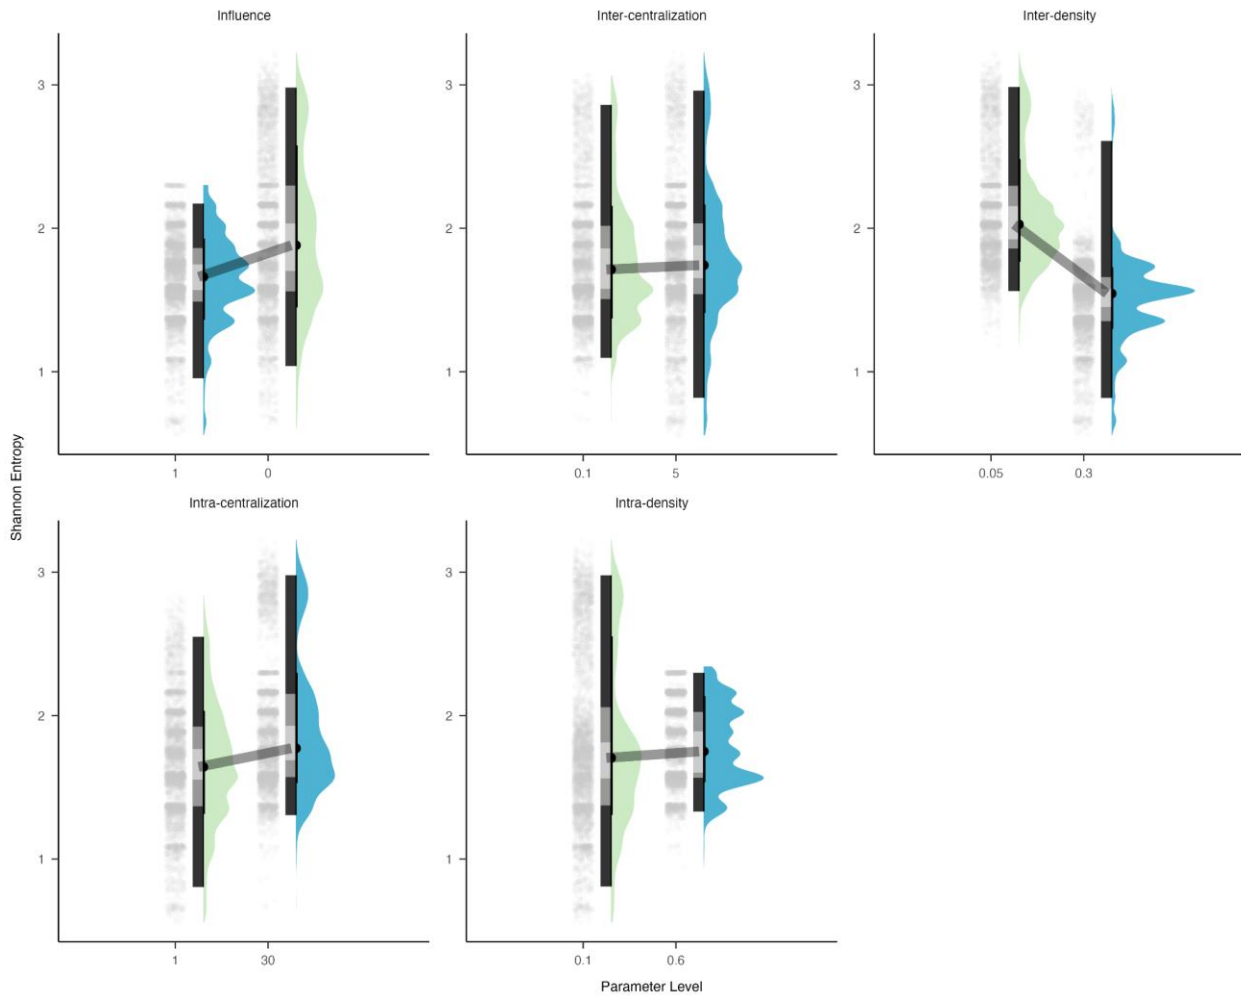 Influence
Inter-centralization
Inter-density
3
2
1
3
2
1
3
2
1
1 0
0.1 5
0.05 0.3
Shannon Entropy
Intra-centralization
Intra-density
3
2
1
3
2
1
1 30
0.1 0.6
Parameter Level